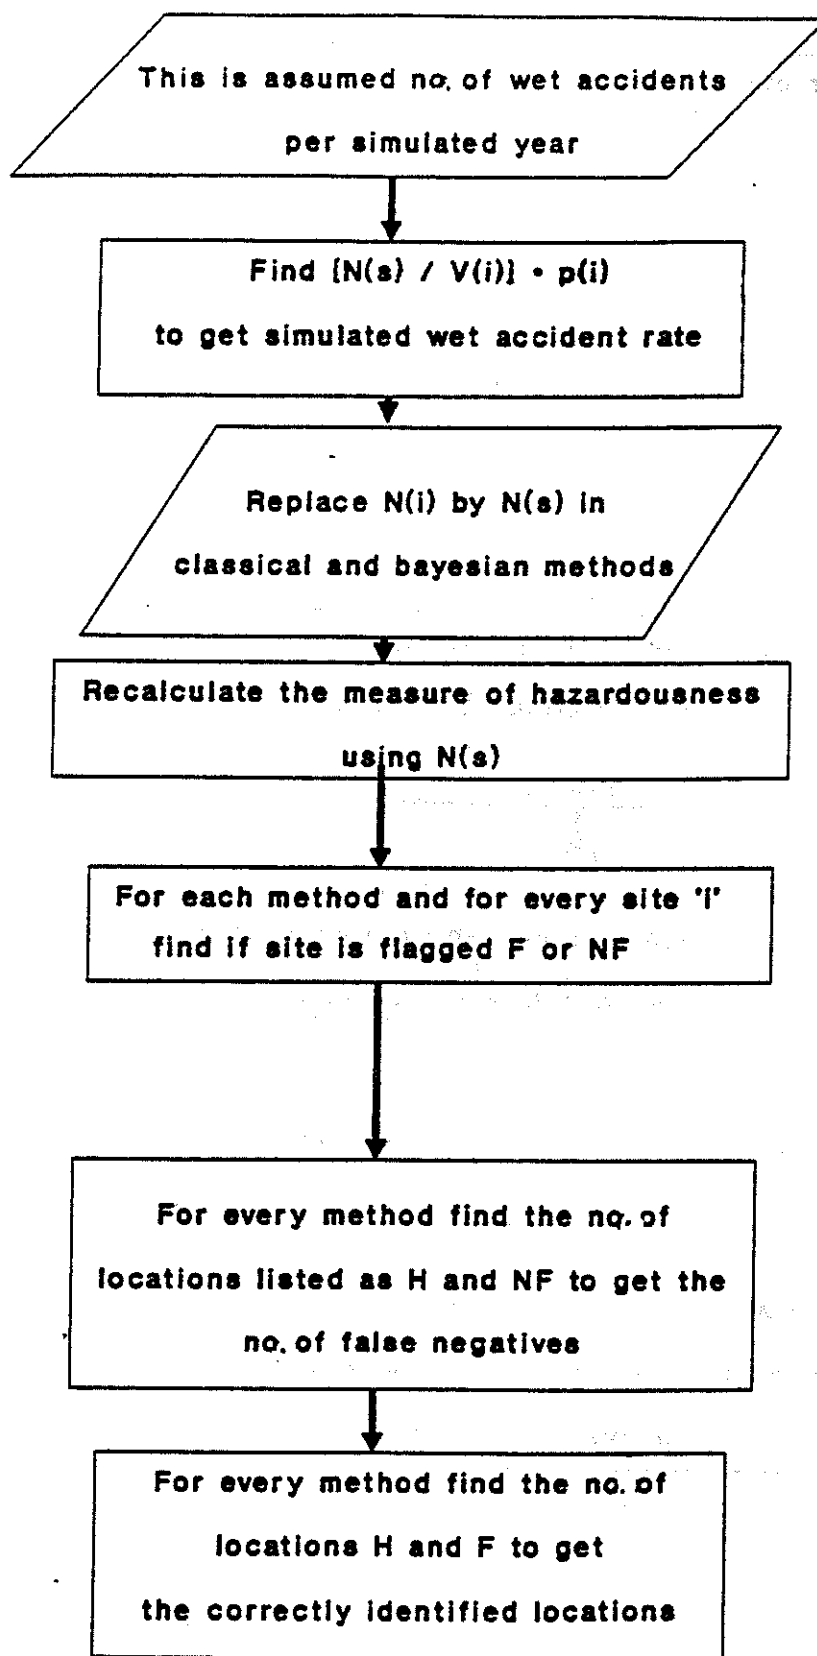 This is assumed no. of wet accidents
per simulated year
Find [N(s) / V(i)] • p(i)
to get simulated wet accident rate
Replace N(i) by N(s) in
classical and bayesian methods
Recalculate the measure of hazardousness
using N(s)
For each method and for every site 'i'
find if site is flagged F or NF
For every method find the no. of
locations listed as H and NF to get the
no. of false negatives
For every method find the no. of
locations H and F to get
the correctly identified locations